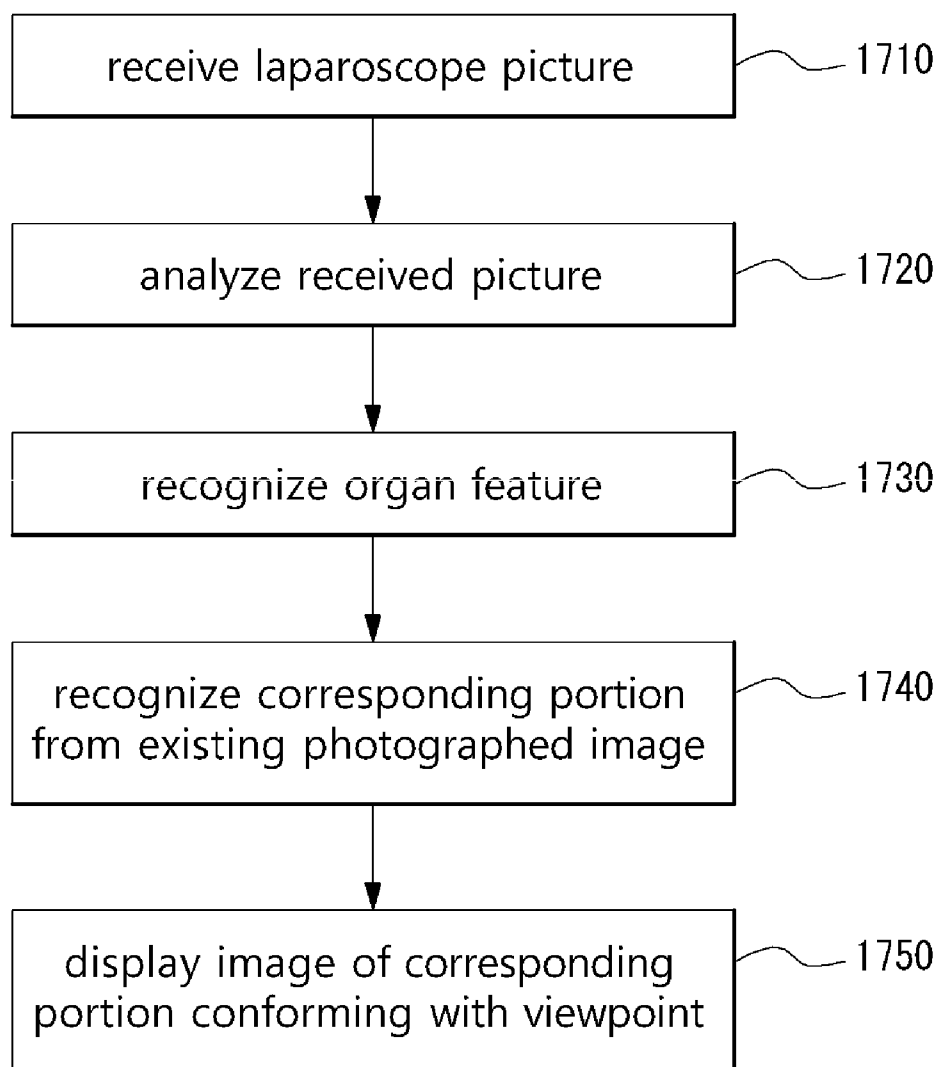 receive laparoscope picture
1710
analyze received picture
1720
recognize organ feature
1730
recognize corresponding portion
from existing photographed image
1740
display image of corresponding
portion conforming with viewpoint
1750